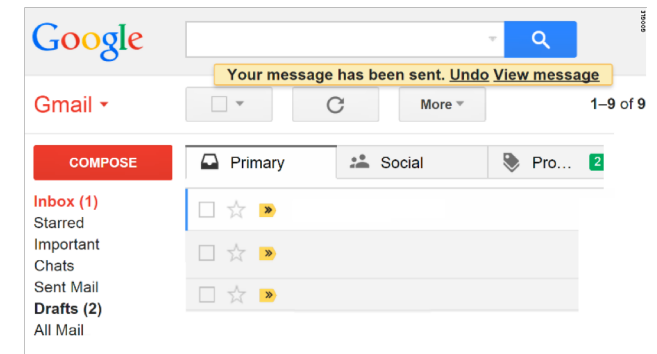 Google
Your message has been sent. Undo View message
Gmail
More
1–9 of 9
COMPOSE
Primary
Social
Pro...
2
Inbox (1)
Starred
Important
Chats
Sent Mail
Drafts (2)
All Mail